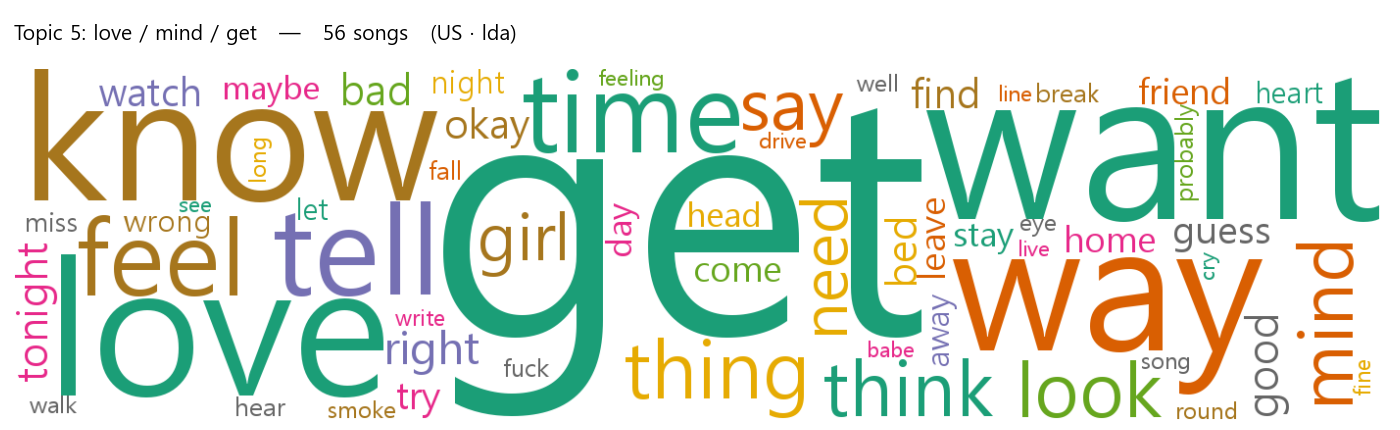 Topic 5: love / mind / get — 56 songs (US · lda)
know
watch
maybe
bad
night
feeling
time
say
well
find
line
break
friend
heart
okay
drive
long
fall
get
want
probably
miss
wrong
see
let
feel
tell
girl
day
head
come
need
bed
leave
stay
eye
live
home
guess
cry
way
mind
tonight
love
write
right
try
fuck
thing
babe
away
think
look
song
good
fine
round
walk
hear
smoke